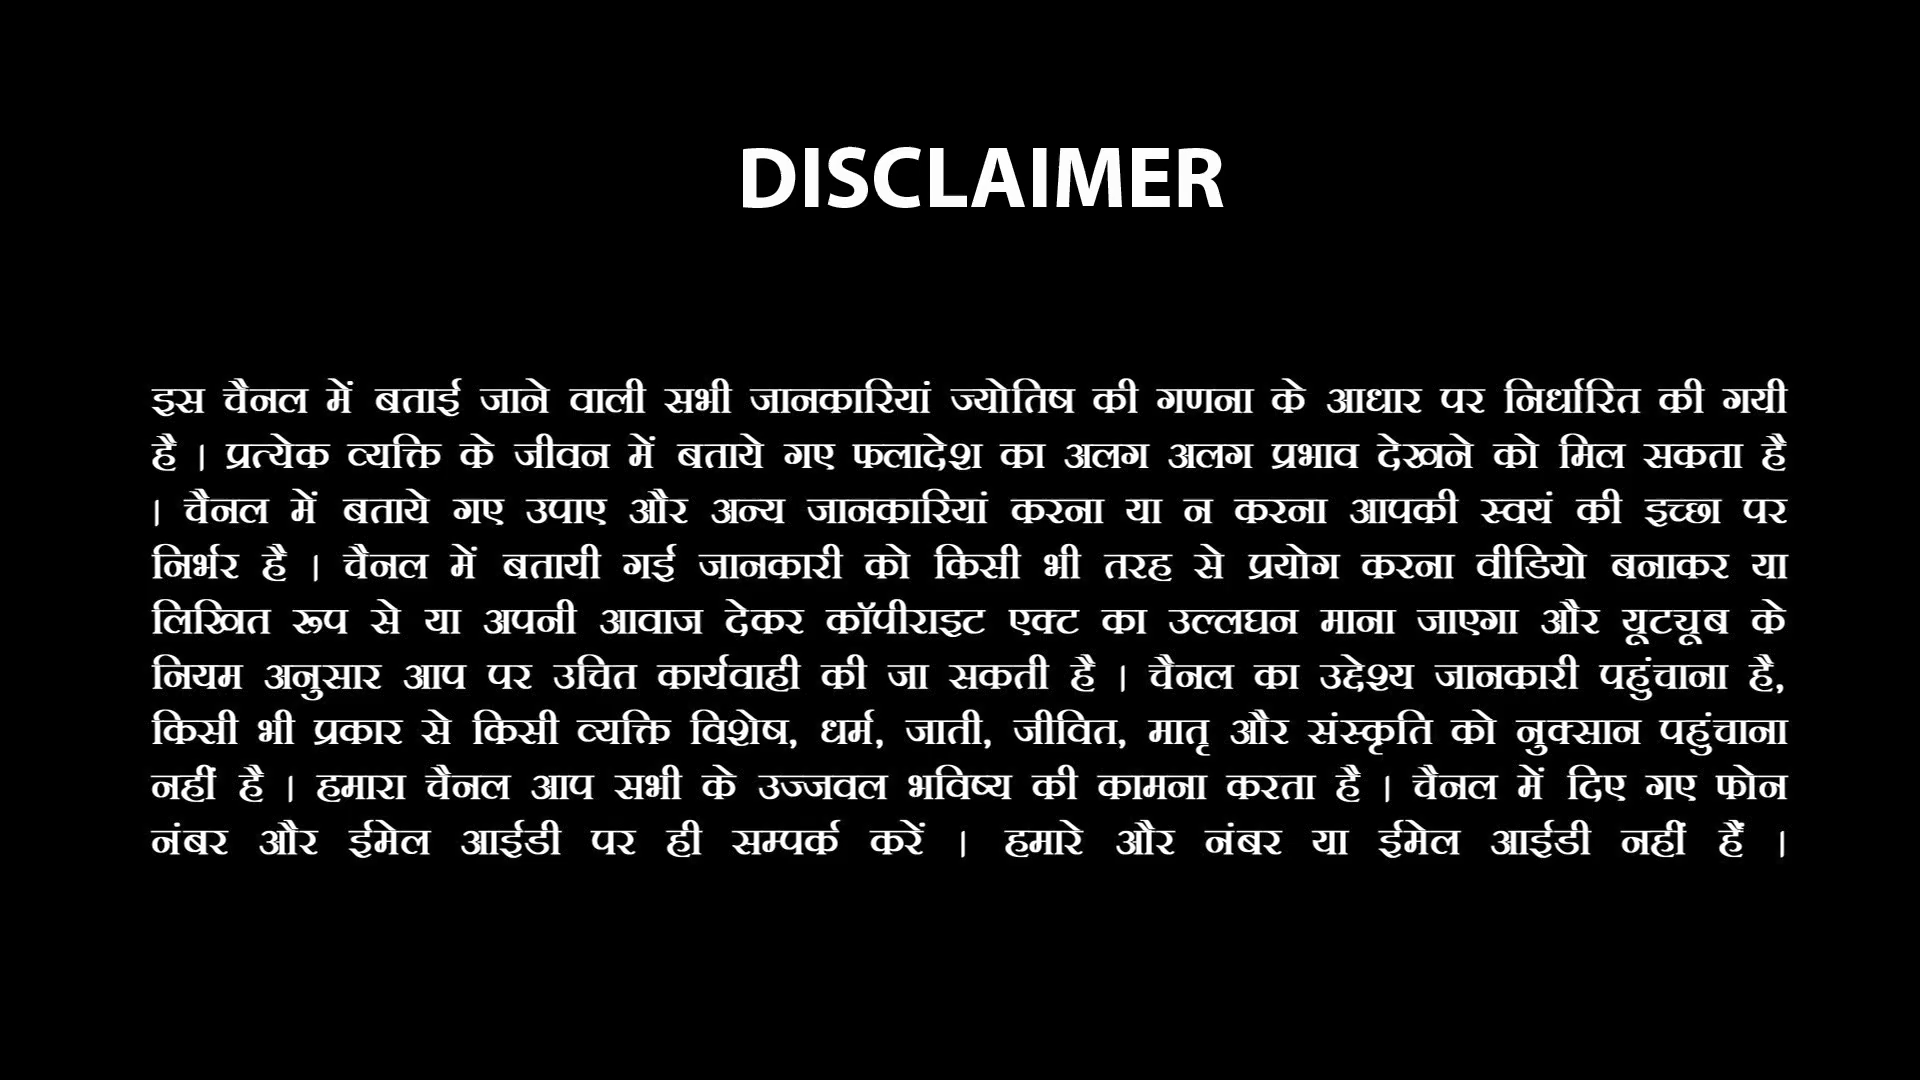 DISCLAIMER
इस चैनल में बताई जाने वाली सभी जानकारियां ज्योतिष की गणना के आधार पर निर्धारित की गयी
है । प्रत्येक व्यक्ति के जीवन में बताये गए फलादेश का अलग अलग प्रभाव देखने को मिल सकता है
। चैनल में बताये गए उपाए और अन्य जानकारियां करना या न करना आपकी स्वयं की इच्छा पर
निर्भर है । चैनल में बतायी गई जानकारी को किसी भी तरह से प्रयोग करना वीडियो बनाकर या
लिखित रूप से या अपनी आवाज देकर कॉपीराइट एक्ट का उल्लघन माना जाएगा और यूट्यूब के
नियम अनुसार आप पर उचित कार्यवाही की जा सकती है । चैनल का उद्देश्य जानकारी पहुंचाना है,
किसी भी प्रकार से किसी व्यक्ति विशेष, धर्म, जाती, जीवित, मातृ और संस्कृति को नुक्सान पहुंचाना
नहीं है । हमारा चैनल आप सभी के उज्जवल भविष्य की कामना करता है । चैनल में दिए गए फोन
नंबर और ईमेल आईडी पर ही सम्पर्क करें । हमारे और नंबर या ईमेल आईडी नहीं हैं ।